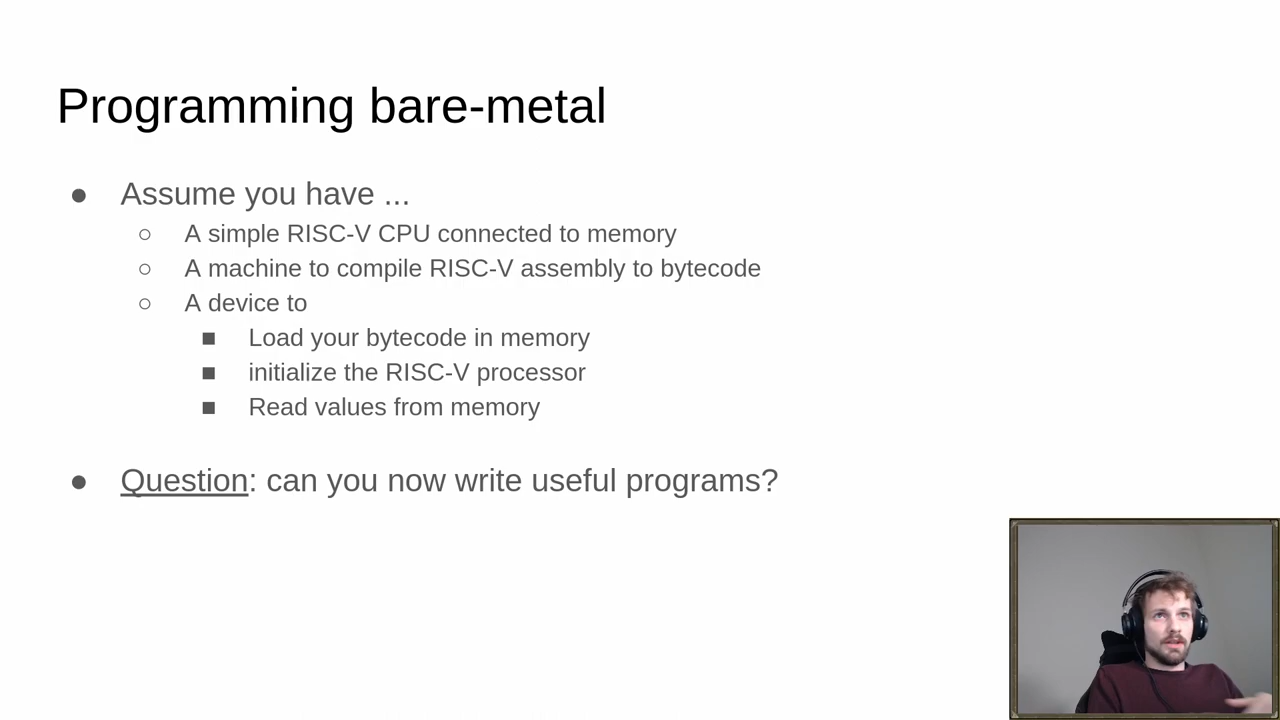 Programming bare-metal
● Assume you have ...
○ A simple RISC-V CPU connected to memory
○ A machine to compile RISC-V assembly to bytecode
○ A device to
■ Load your bytecode in memory
■ initialize the RISC-V processor
■ Read values from memory
● Question: can you now write useful programs?